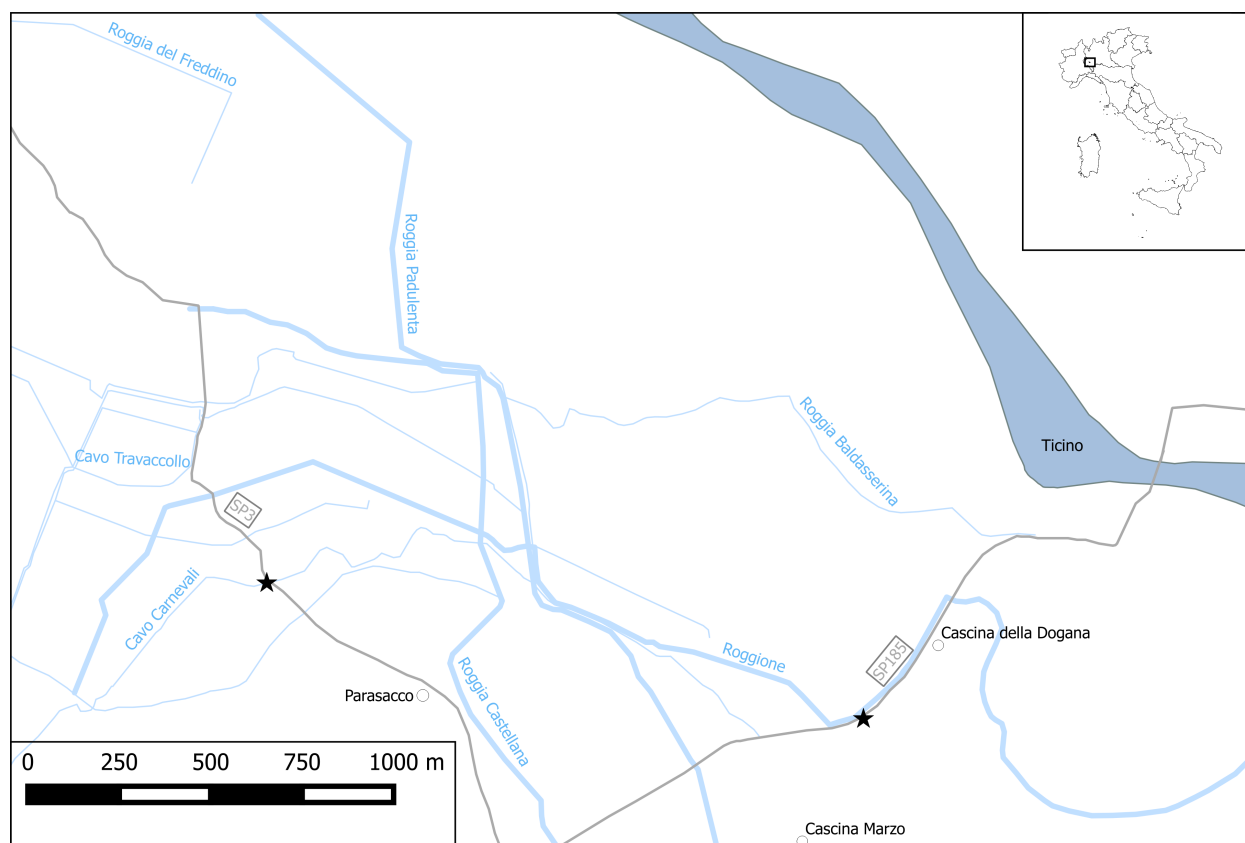 Roggia del Freddino
Roggia Padulenta
Ticino
Roggia Baldasserina
Cavo Travaccollo
SP3
Cavo Carnevali
Cascina della Dogana
Roggione
SP185
Parasacco
Roggia Castellana
0 250 500 750 1000 m
Cascina Marzo